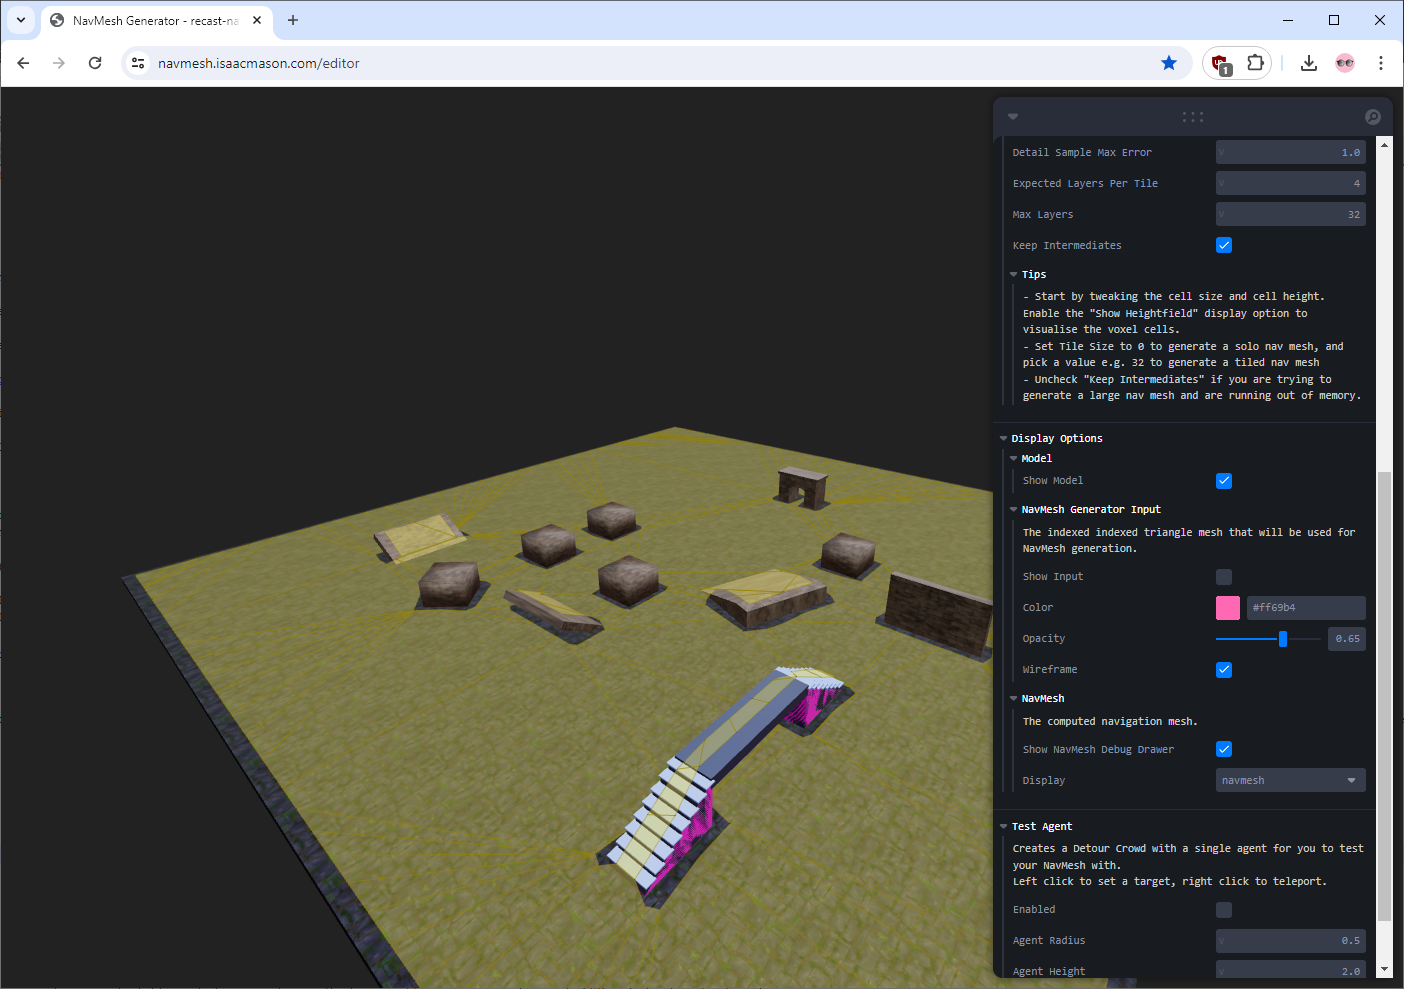 NavMesh Generator - recast-na
navmesh.isaacmason.com/editor
1
Detail Sample Max Error
1.0
Expected Layers Per Tile
4
Max Layers
32
Keep Intermediates
Tips
- Start by tweaking the cell size and cell height.
Enable the "Show Heightfield" display option to
visualise the voxel cells.
- Set Tile Size to 0 to generate a solo nav mesh, and
pick a value e.g. 32 to generate a tiled nav mesh
- Uncheck "Keep Intermediates" if you are trying to
generate a large nav mesh and are running out of memory.
Display Options
Model
Show Model
NavMesh Generator Input
The indexed indexed triangle mesh that will be used for
NavMesh generation.
Show Input
Color
#ff69b4
Opacity
0.65
Wireframe
NavMesh
The computed navigation mesh.
Show NavMesh Debug Drawer
Display
navmesh
Test Agent
Creates a Detour Crowd with a single agent for you to test
your NavMesh with.
Left click to set a target, right click to teleport.
Enabled
Agent Radius
0.5
Agent Height
2.0